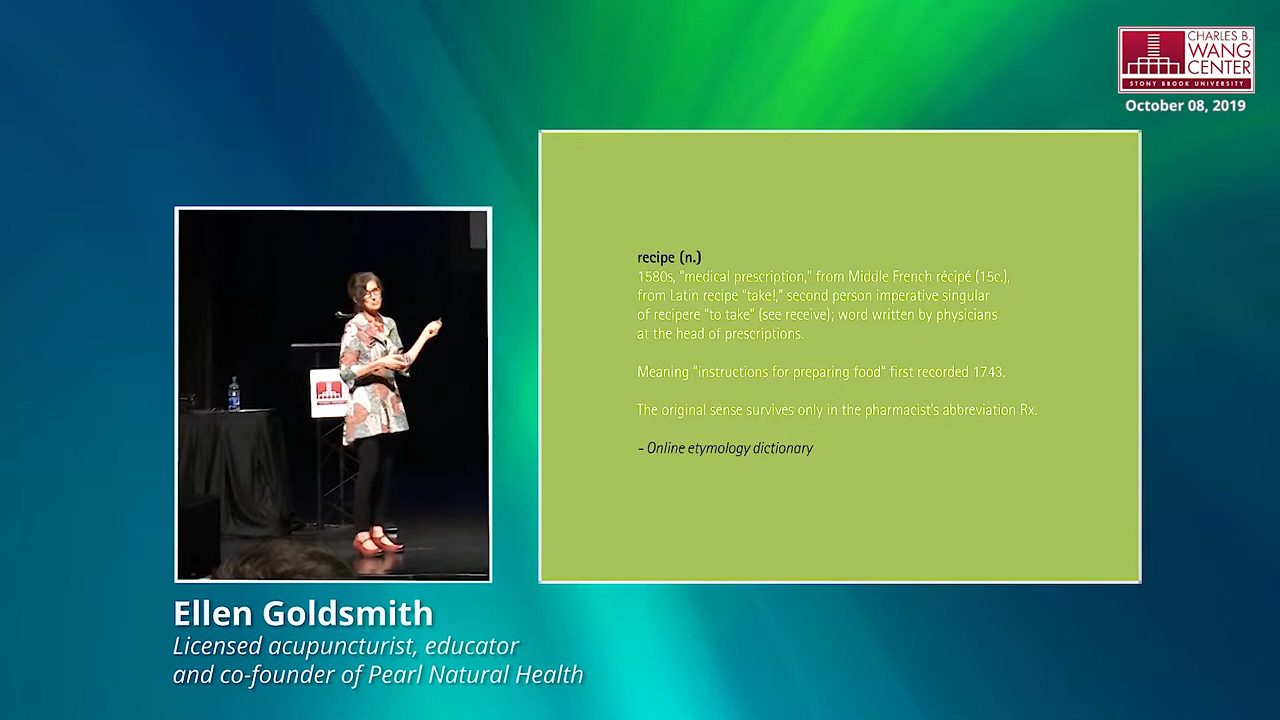 CHARLES B.
WANG
CENTER
STONY BROOK UNIVERSITY
October 08, 2019
recipe (n.)
1580s, "medical prescription," from Middle French récipé (15c.),
from Latin recipe "take!," second person imperative singular
of recipere "to take" (see receive); word written by physicians
at the head of prescriptions.
Meaning "instructions for preparing food" first recorded 1743.
The original sense survives only in the pharmacist's abbreviation Rx.
- Online etymology dictionary
Ellen Goldsmith
Licensed acupuncturist, educator
and co-founder of Pearl Natural Health